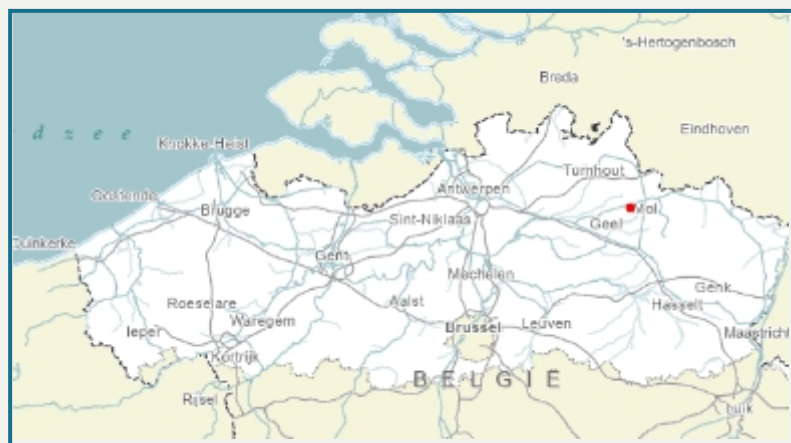 's-Hertogenbosch
Breda
Eindhoven
d z e e
Knokke-Heist
Turnhout
Antwerpen
Oostende
Brugge
Sint-Niklaas
Mol
Geel
Duinkerke
Gent
Mechelen
Genk
Roeselare
Aalst
Hasselt
Waregem
Brussel
Leuven
Ieper
Maastricht
Kortrijk
BELGIË
Rijsel
Luik